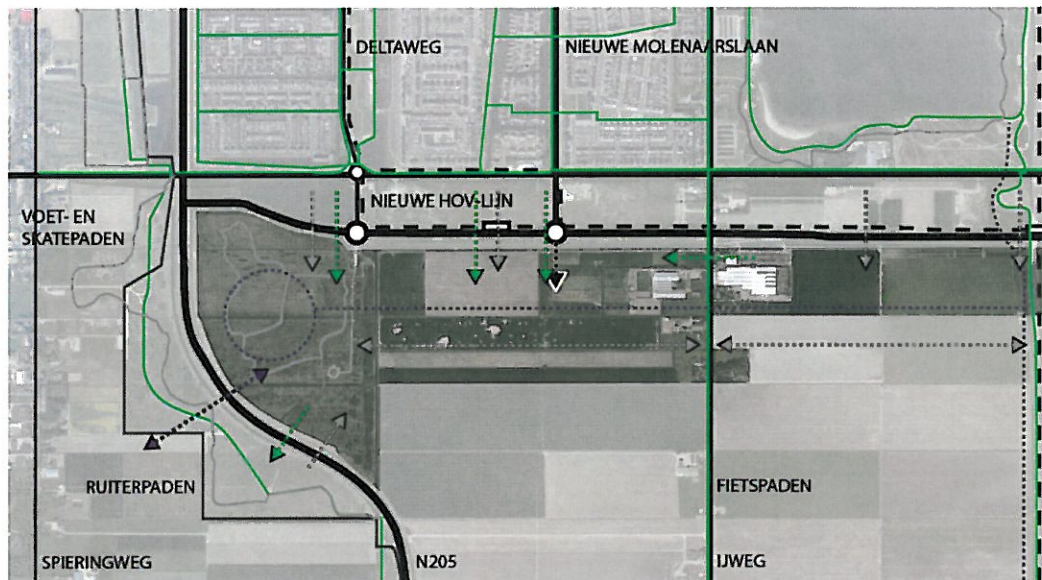 DELTAWEG
NIEUWE MOLENAARSLAAN
NIEUWE HOV-LIJN
VOET- EN
SKATEPADEN
RUITERPADEN
FIETSPADEN
SPIERINGWEG
N205
IJWEG